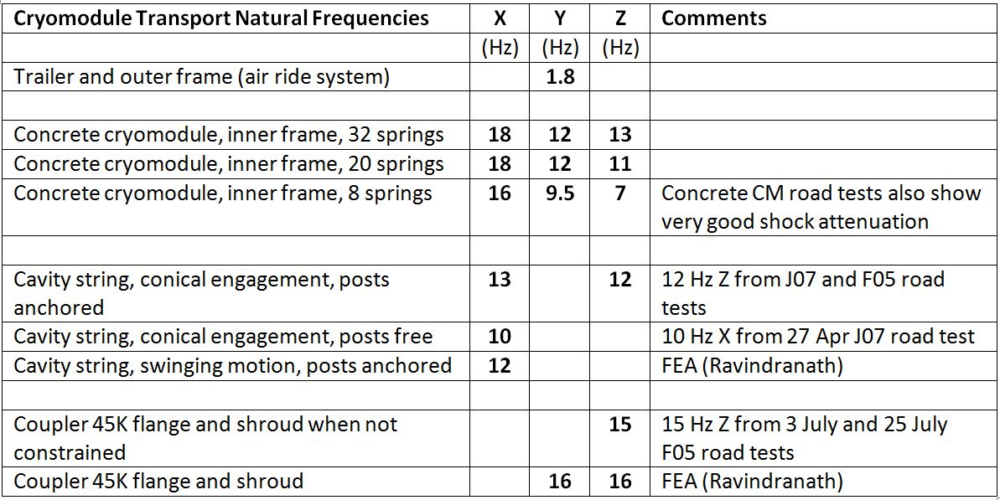 Cryomodule Transport Natural Frequencies X Y Z Comments
(Hz) (Hz) (Hz)
Trailer and outer frame (air ride system) 1.8
Concrete cryomodule, inner frame, 32 springs 18 12 13
Concrete cryomodule, inner frame, 20 springs 18 12 11
Concrete cryomodule, inner frame, 8 springs 16 9.5 7 Concrete CM road tests also show
very good shock attenuation
Cavity string, conical engagement, posts 13 12 12 Hz Z from J07 and F05 road
anchored tests
Cavity string, conical engagement, posts free 10 10 Hz X from 27 Apr J07 road test
Cavity string, swinging motion, posts anchored 12 FEA (Ravindranath)
Coupler 45K flange and shroud when not 15 15 Hz Z from 3 July and 25 July
constrained F05 road tests
Coupler 45K flange and shroud 16 16 FEA (Ravindranath)